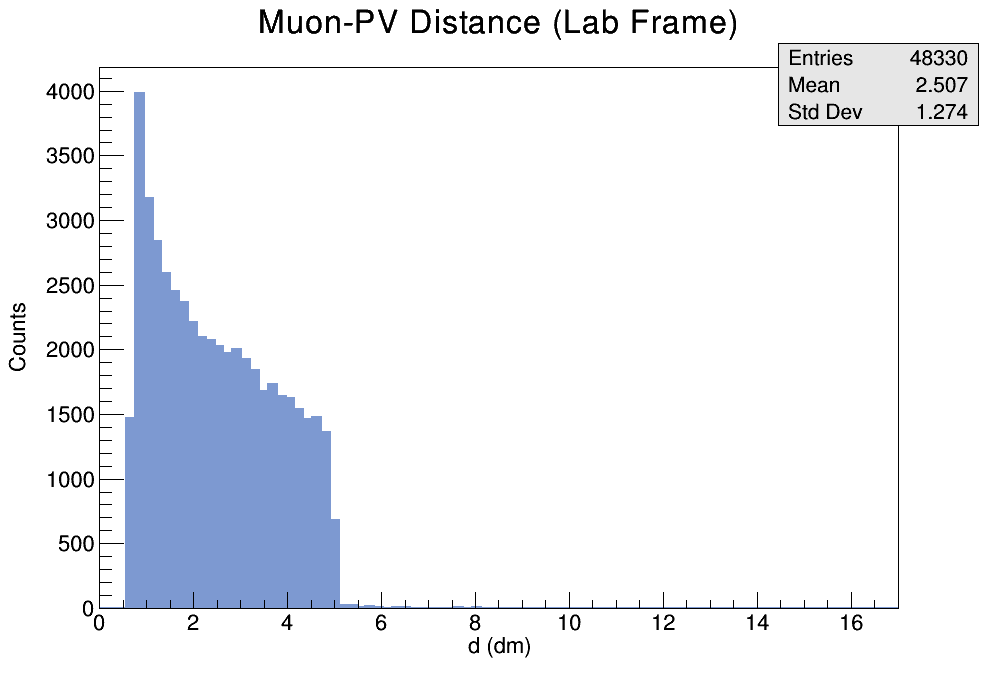 Muon-PV Distance (Lab Frame)
Entries 48330
Mean 2.507
Std Dev 1.274
4000
3500
3000
2500
2000
1500
1000
500
0
Counts
0 2 4 6 8 10 12 14 16
d (dm)